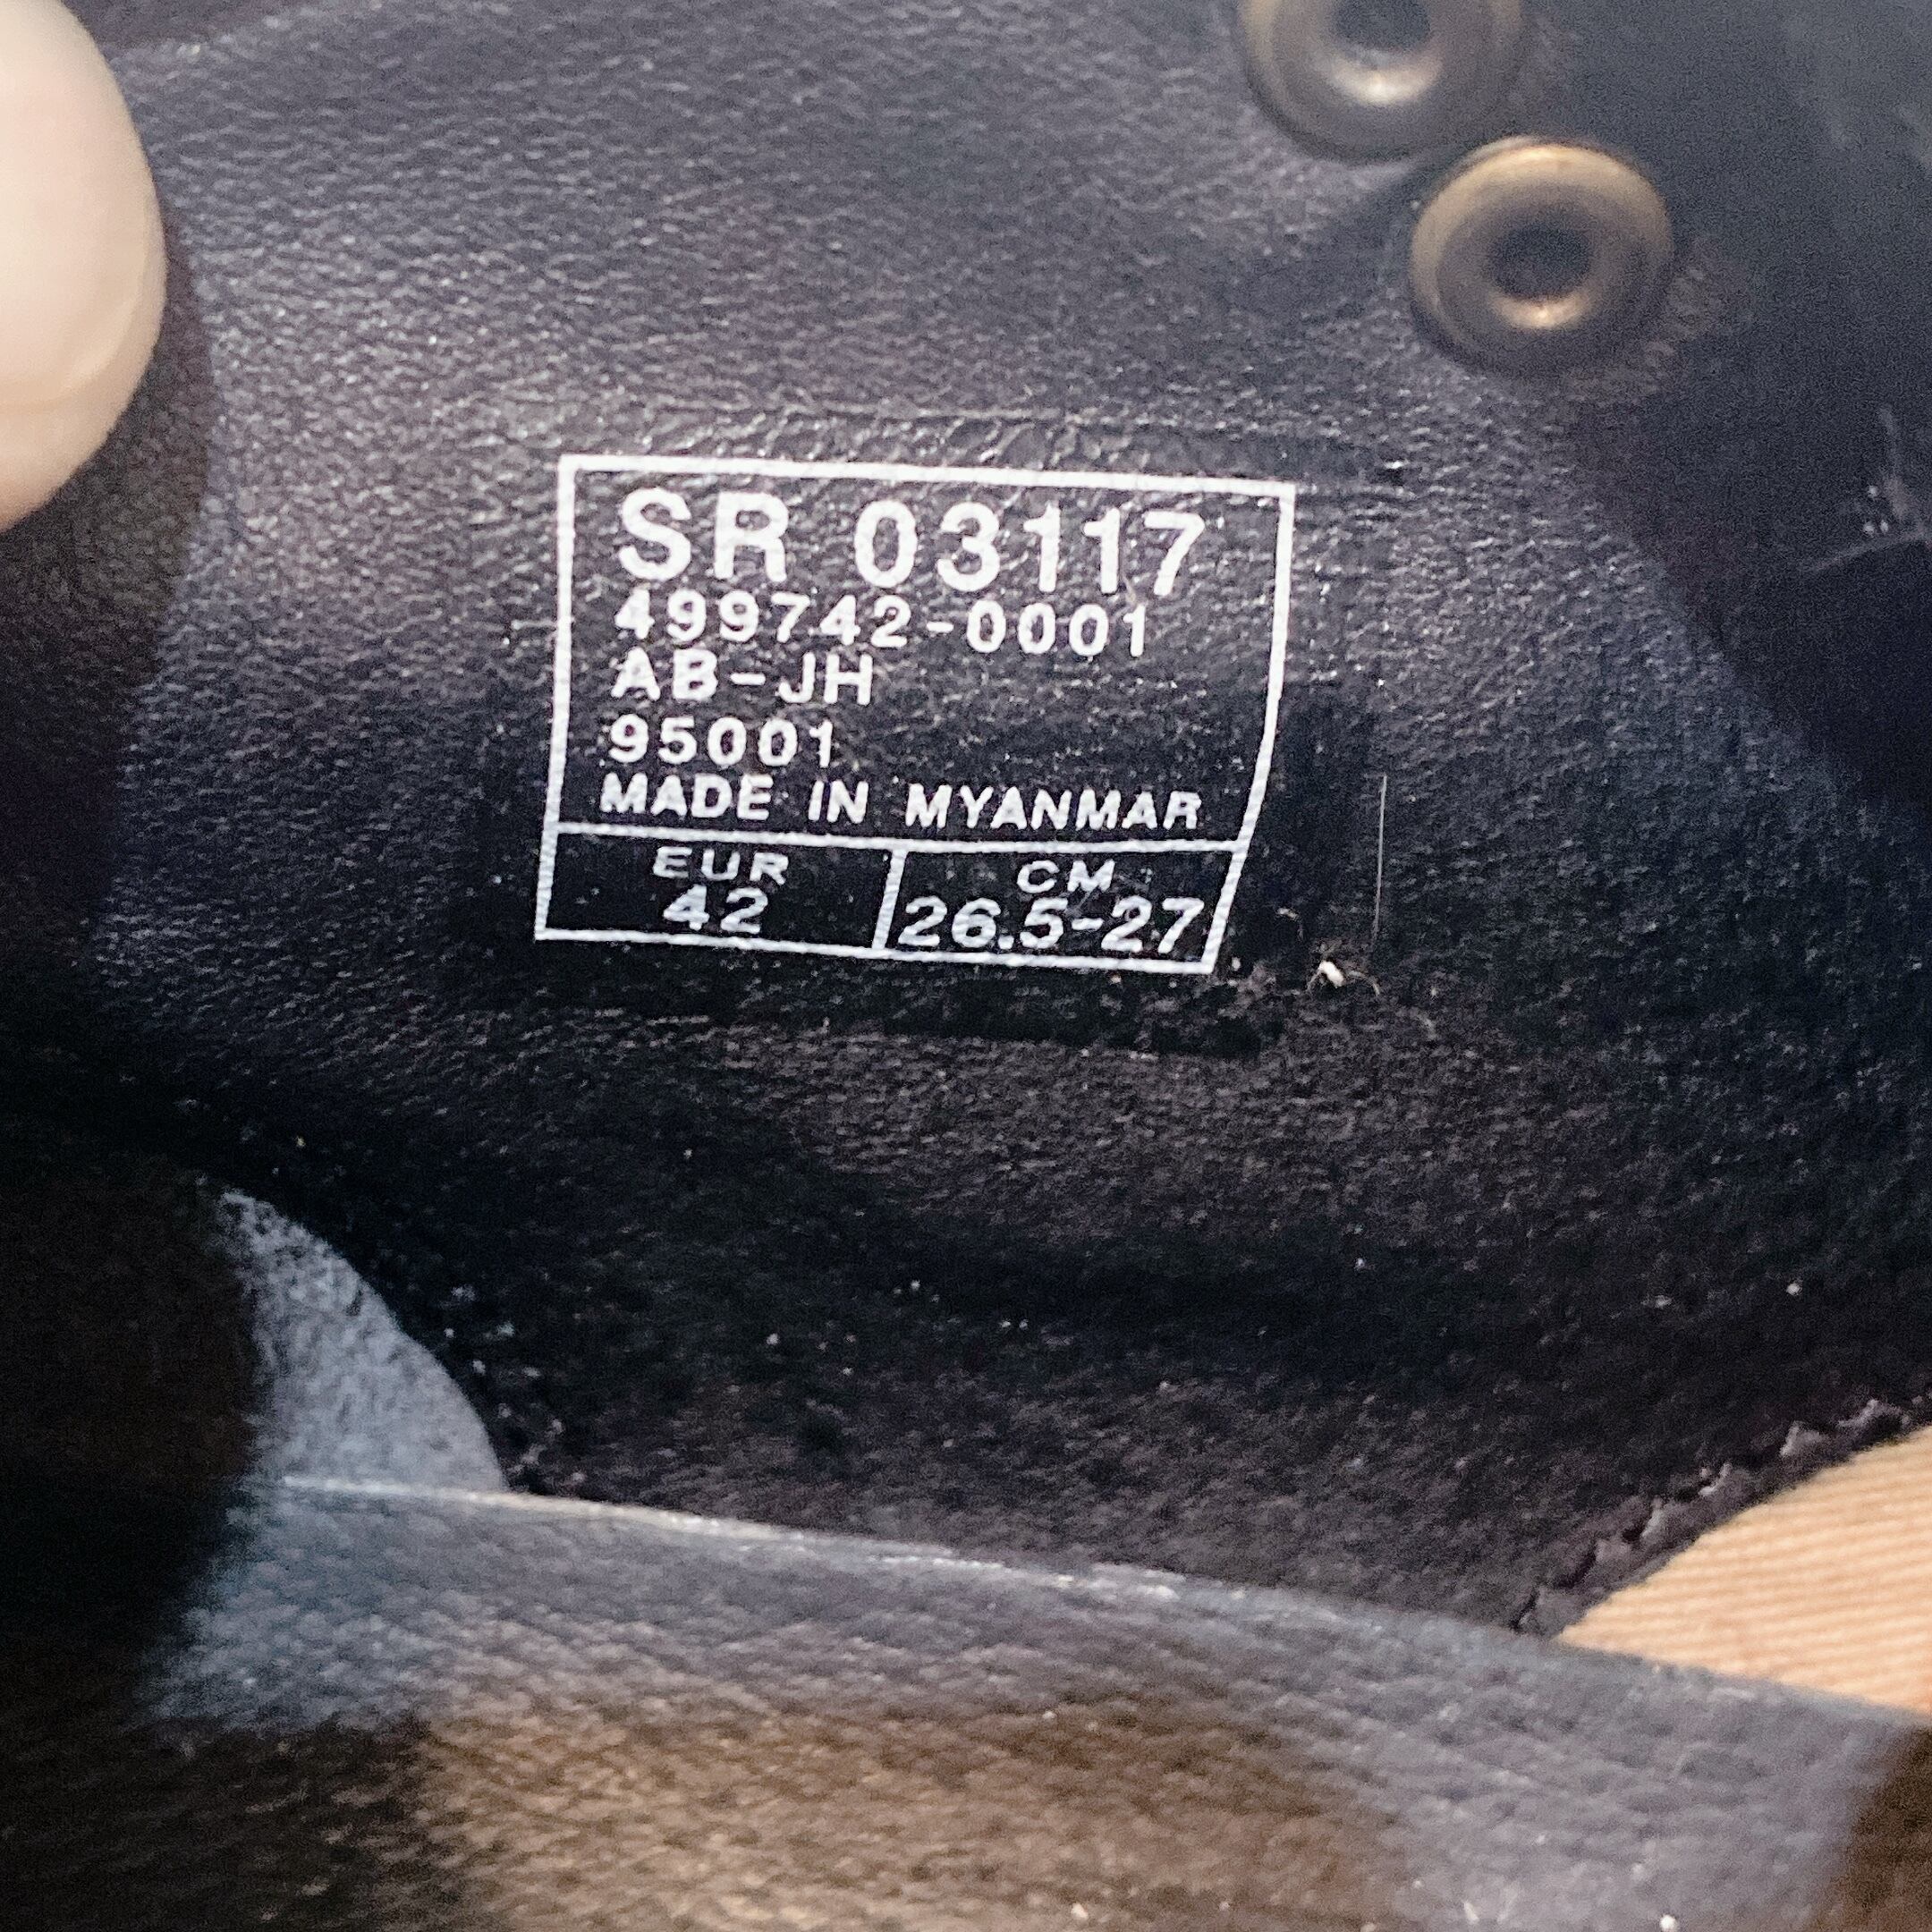 SR 03117
499742-0001
AB-JH
95001
MADE IN MYANMAR
EUR CM
42 26.5-27